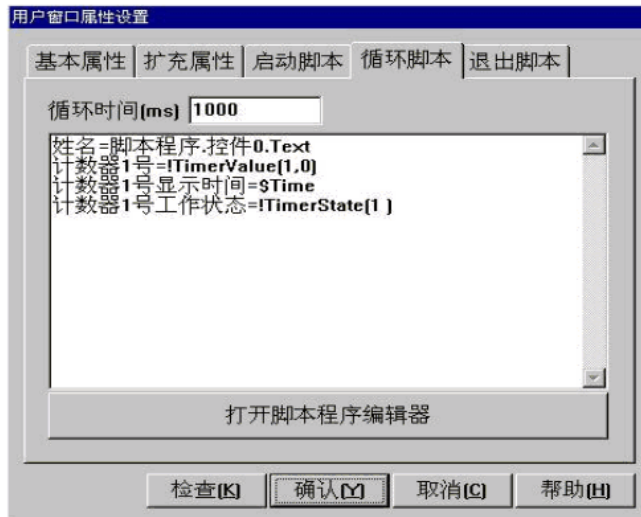 用户窗口属性设置
基本属性 扩充属性 启动脚本 循环脚本 退出脚本
循环时间(ms) 1000
姓名=脚本程序.控件0.Text
计数器1号=!TimerValue(1,0)
计数器1号显示时间=$Time
计数器1号工作状态=!TimerState(1 )
打开脚本程序编辑器
检查(K) 确认(Y) 取消(C) 帮助(H)